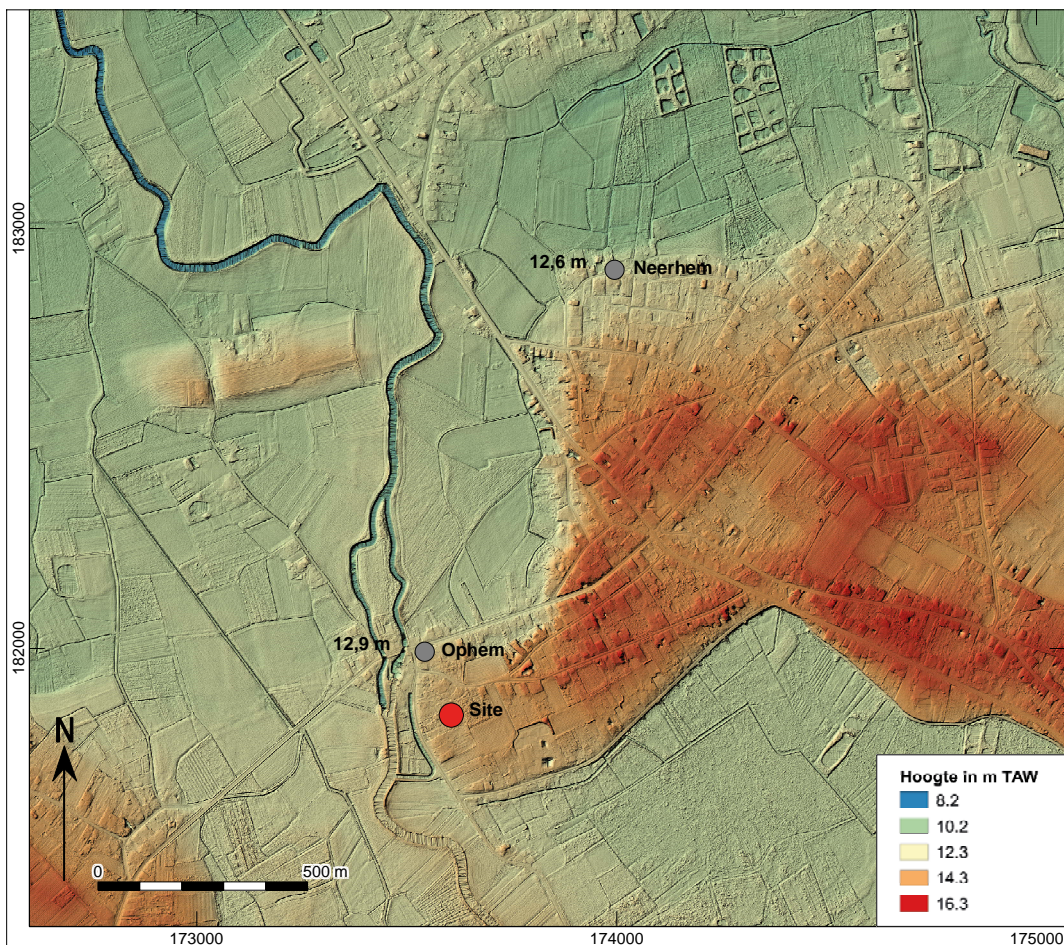 183000
12,6 m
Neerhem
182000
12,9 m
Ophem
Site
N
0
500 m
Hoogte in m TAW
8.2
10.2
12.3
14.3
16.3
173000
174000
175000